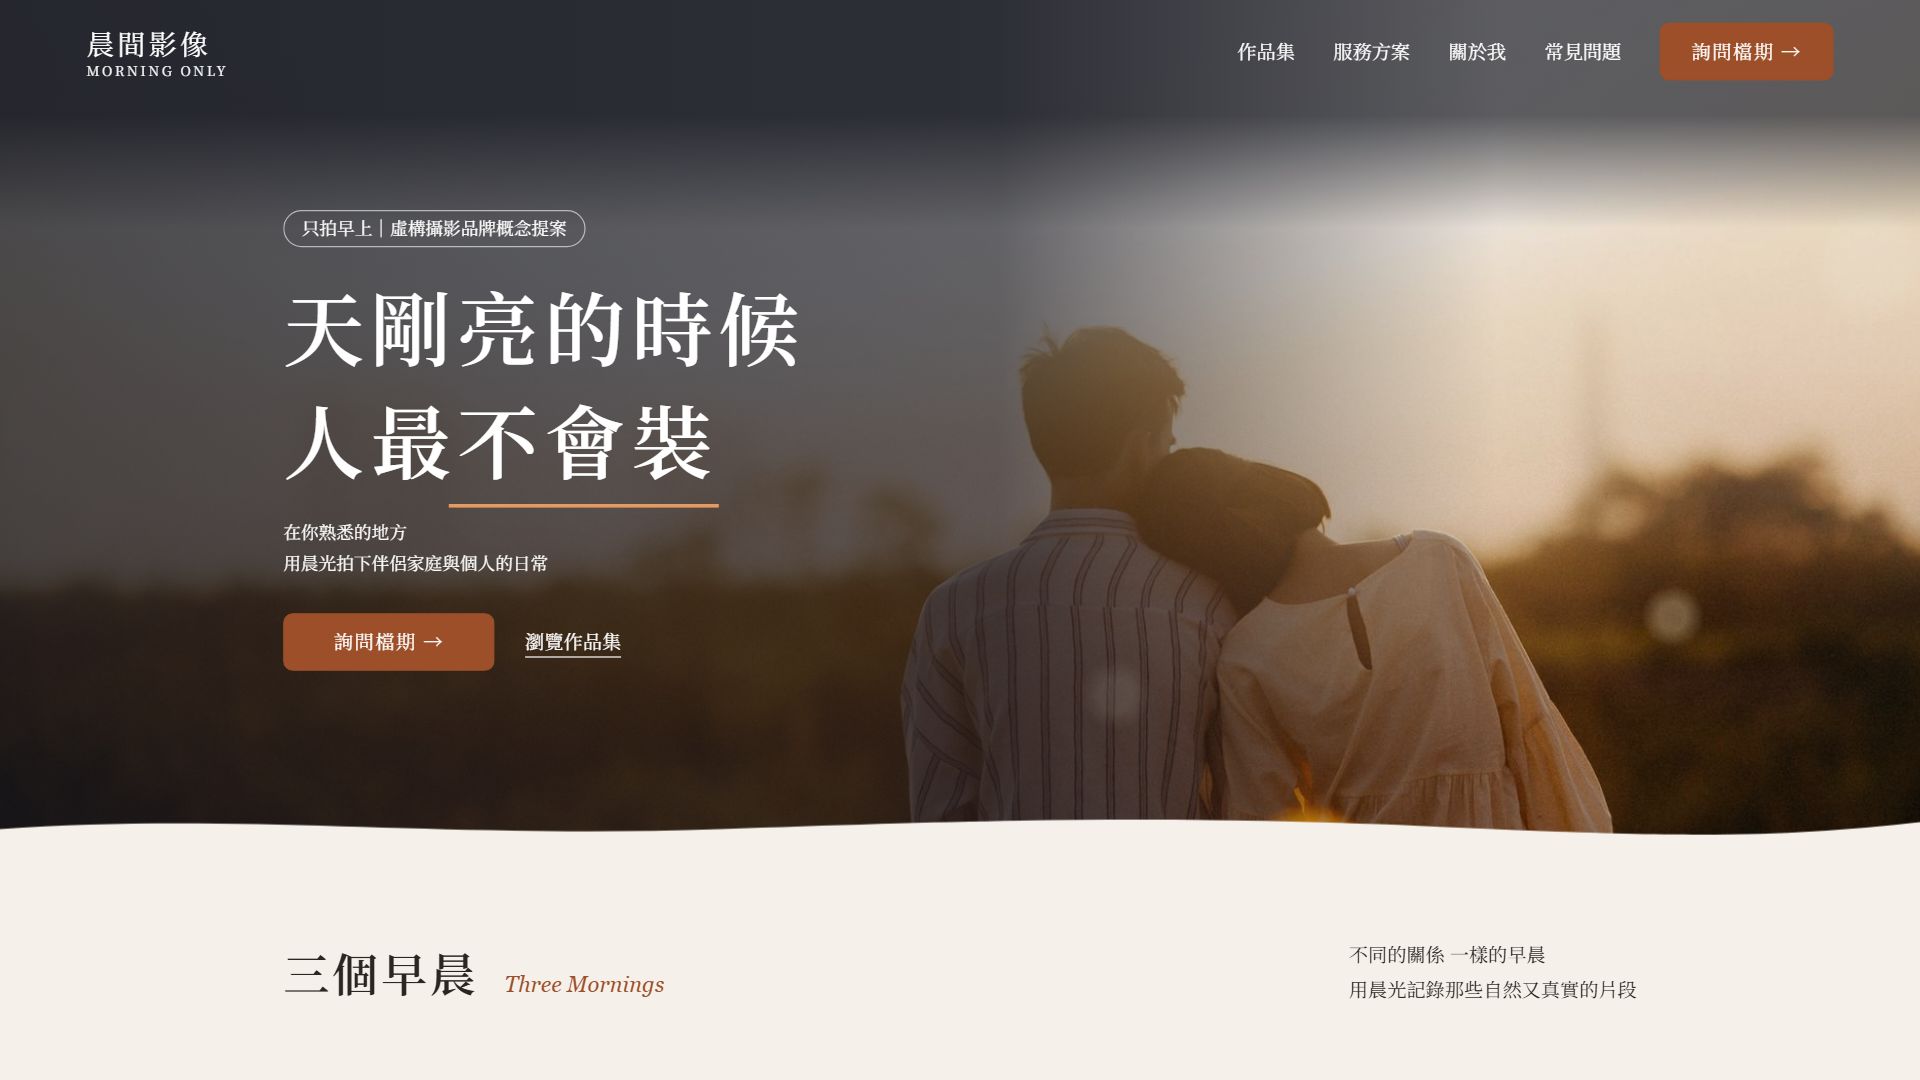 晨間影像
MORNING ONLY
作品集
服務方案
關於我
常見問題
詢問檔期 →
只拍早上｜虛構攝影品牌概念提案
天剛亮的時候
人最不會裝
在你熟悉的地方
用晨光拍下伴侶家庭與個人的日常
詢問檔期 →
瀏覽作品集
三個早晨
Three Mornings
不同的關係 一樣的早晨
用晨光記錄那些自然又真實的片段